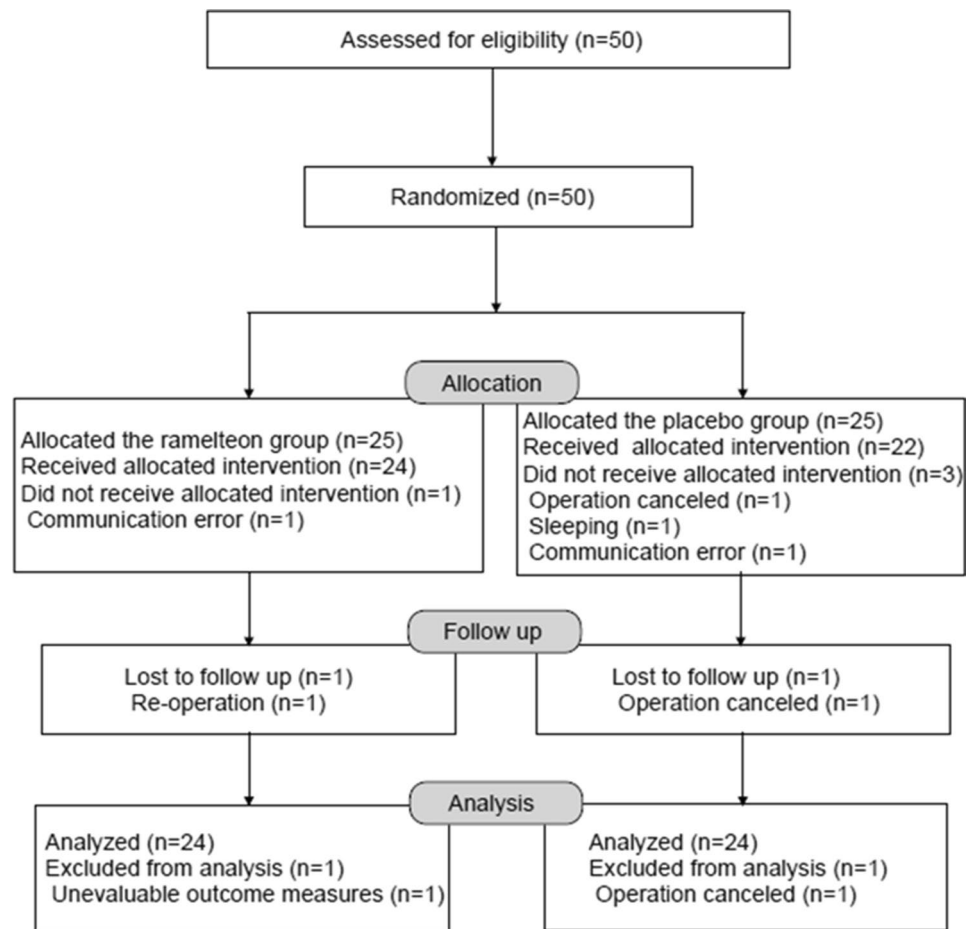 Assessed for eligibility (n=50)
Randomized (n=50)
Allocation
Allocated the ramelteon group (n=25)
Received allocated intervention (n=24)
Did not receive allocated intervention (n=1)
Communication error (n=1)
Allocated the placebo group (n=25)
Received allocated intervention (n=22)
Did not receive allocated intervention (n=3)
Operation canceled (n=1)
Sleeping (n=1)
Communication error (n=1)
Follow up
Lost to follow up (n=1)
Re-operation (n=1)
Lost to follow up (n=1)
Operation canceled (n=1)
Analysis
Analyzed (n=24)
Excluded from analysis (n=1)
Unevaluable outcome measures (n=1)
Analyzed (n=24)
Excluded from analysis (n=1)
Operation canceled (n=1)